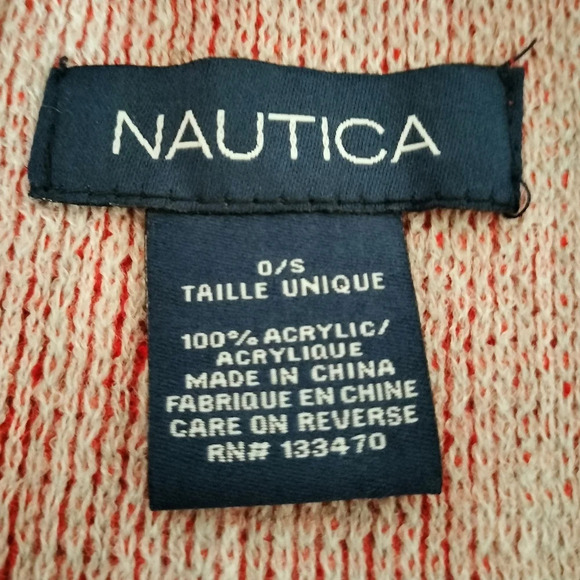 NAUTICA
O/S
TAILLE UNIQUE
100% ACRYLIC/
ACRYLIQUE
MADE IN CHINA
FABRIQUE EN CHINE
CARE ON REVERSE
RN# 133470